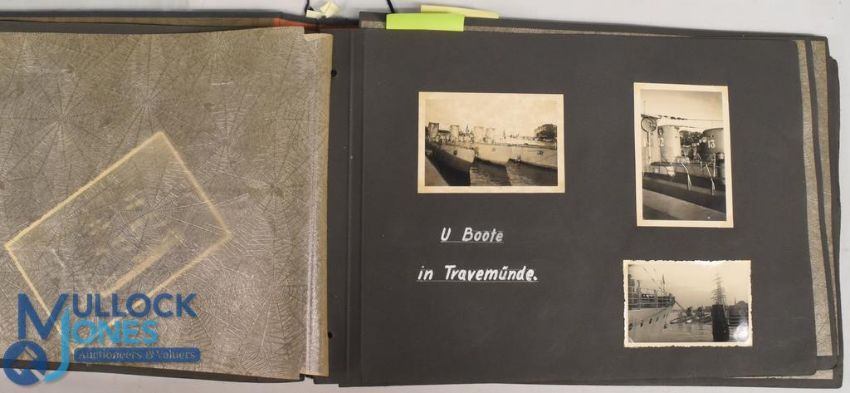 U Boote
in Travemünde.
MULLOCK
JONES
Auctioneers & Valuers